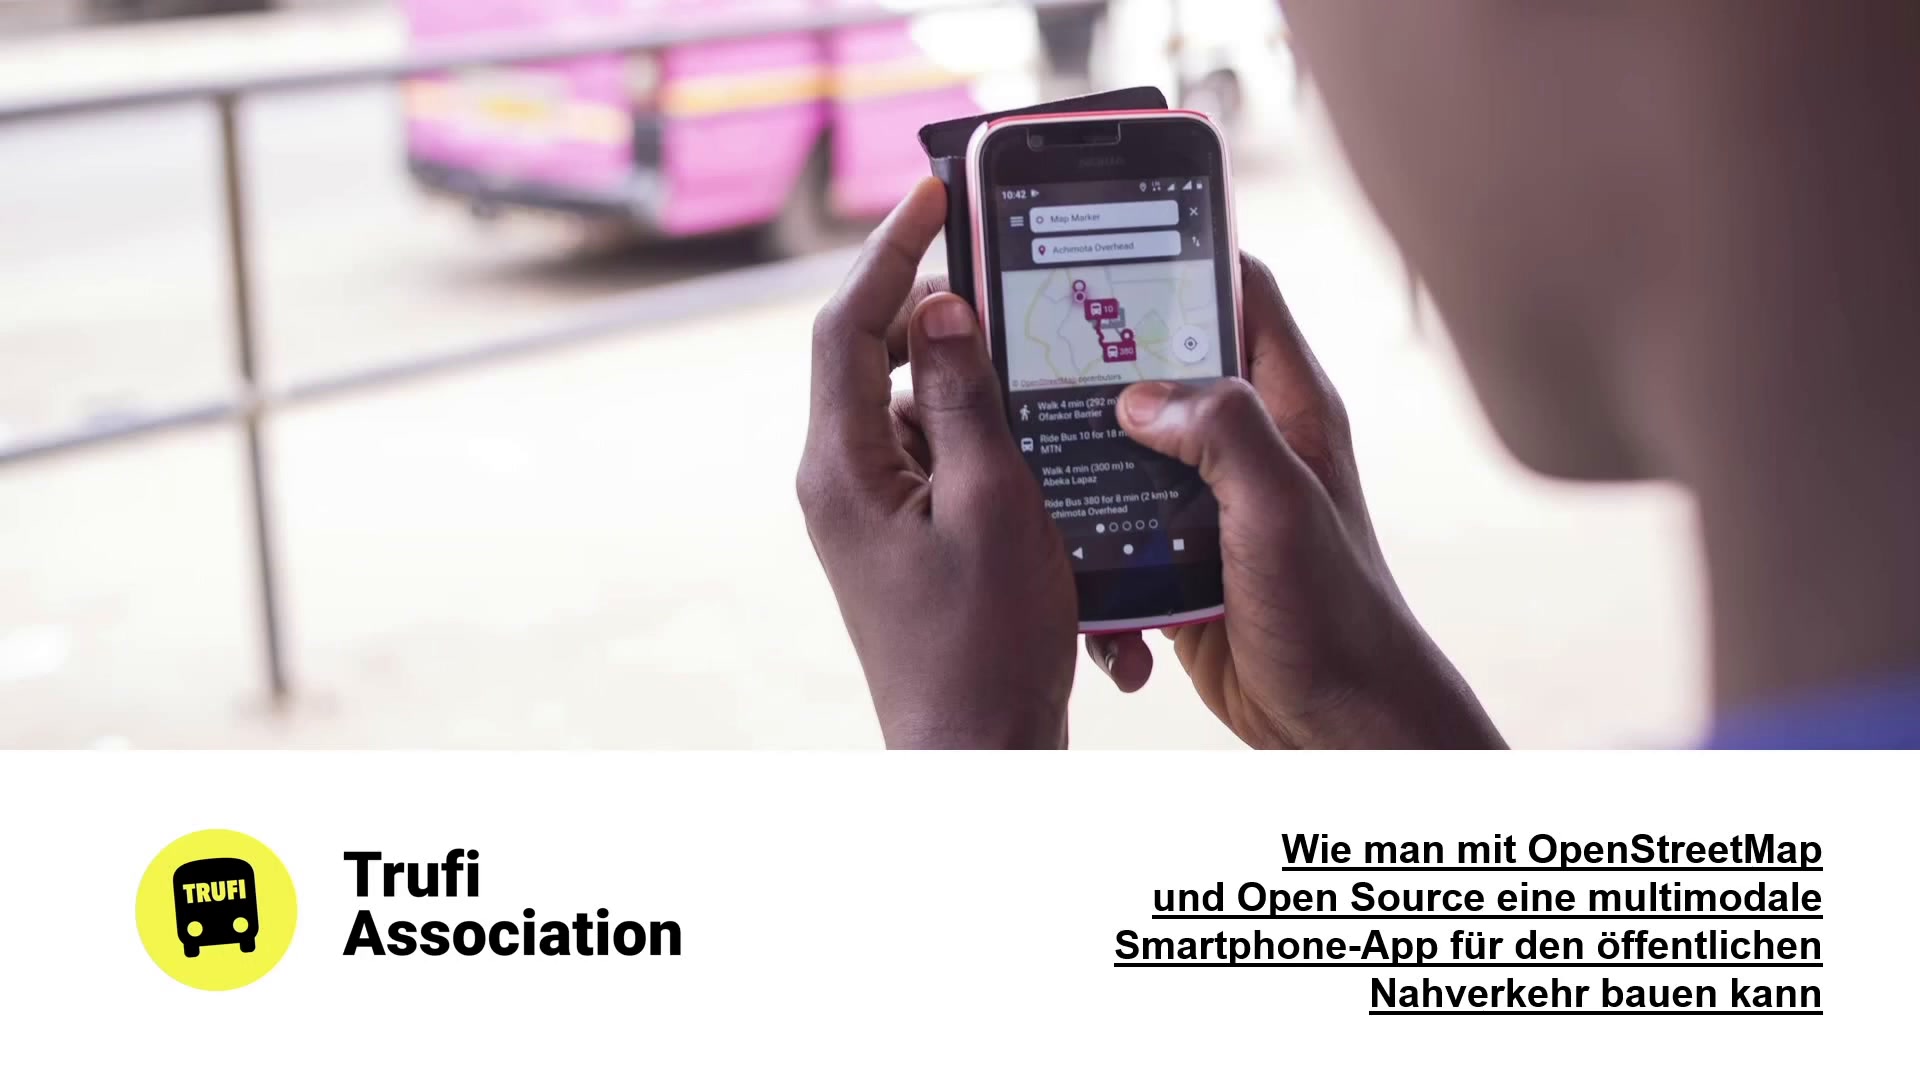 NOKIA
10:42
Map Marker
Achimota Overhead
10
380
© OpenStreetMap contributors
Walk 4 min (292 m)
Ofankor Barrier
Ride Bus 10 for 18 m
MTN
Walk 4 min (300 m) to
Abeka Lapaz
Ride Bus 380 for 8 min (2 km) to
chimota Overhead
TRUFI
Trufi
Association
Wie man mit OpenStreetMap
und Open Source eine multimodale
Smartphone-App für den öffentlichen
Nahverkehr bauen kann